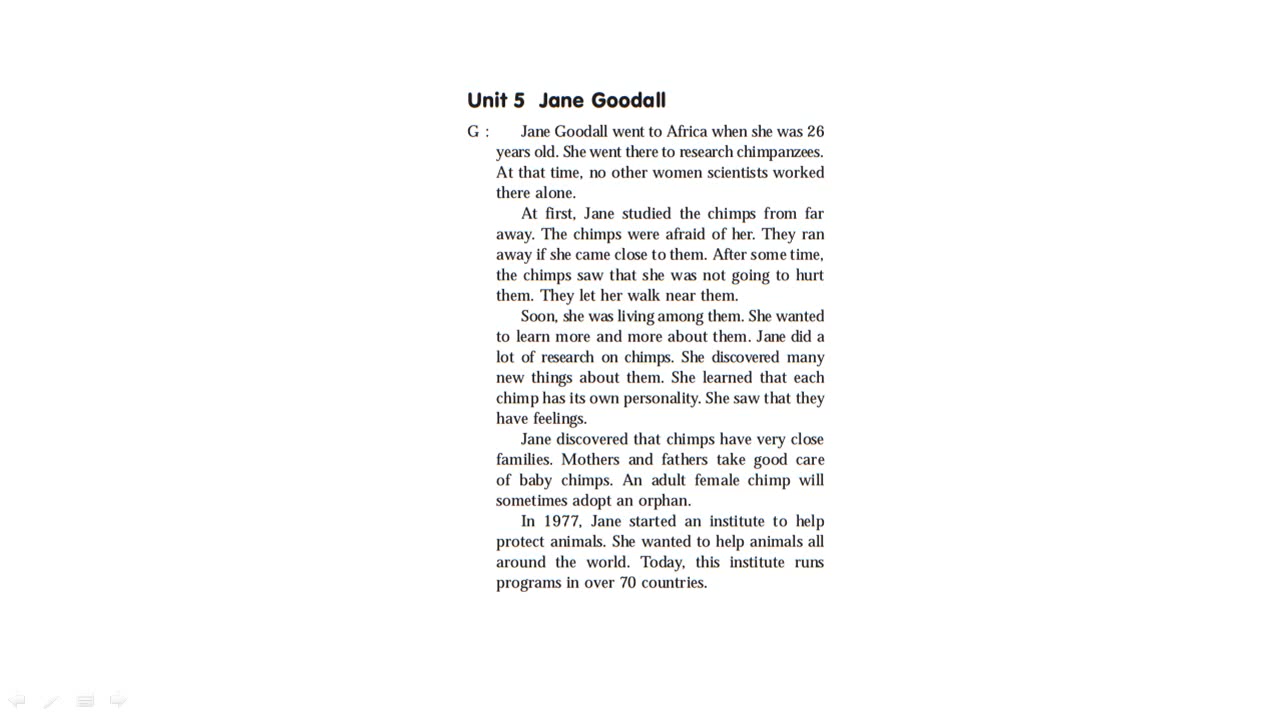 Unit 5 Jane Goodall
G : Jane Goodall went to Africa when she was 26
years old. She went there to research chimpanzees.
At that time, no other women scientists worked
there alone.
At first, Jane studied the chimps from far
away. The chimps were afraid of her. They ran
away if she came close to them. After some time,
the chimps saw that she was not going to hurt
them. They let her walk near them.
Soon, she was living among them. She wanted
to learn more and more about them. Jane did a
lot of research on chimps. She discovered many
new things about them. She learned that each
chimp has its own personality. She saw that they
have feelings.
Jane discovered that chimps have very close
families. Mothers and fathers take good care
of baby chimps. An adult female chimp will
sometimes adopt an orphan.
In 1977, Jane started an institute to help
protect animals. She wanted to help animals all
around the world. Today, this institute runs
programs in over 70 countries.